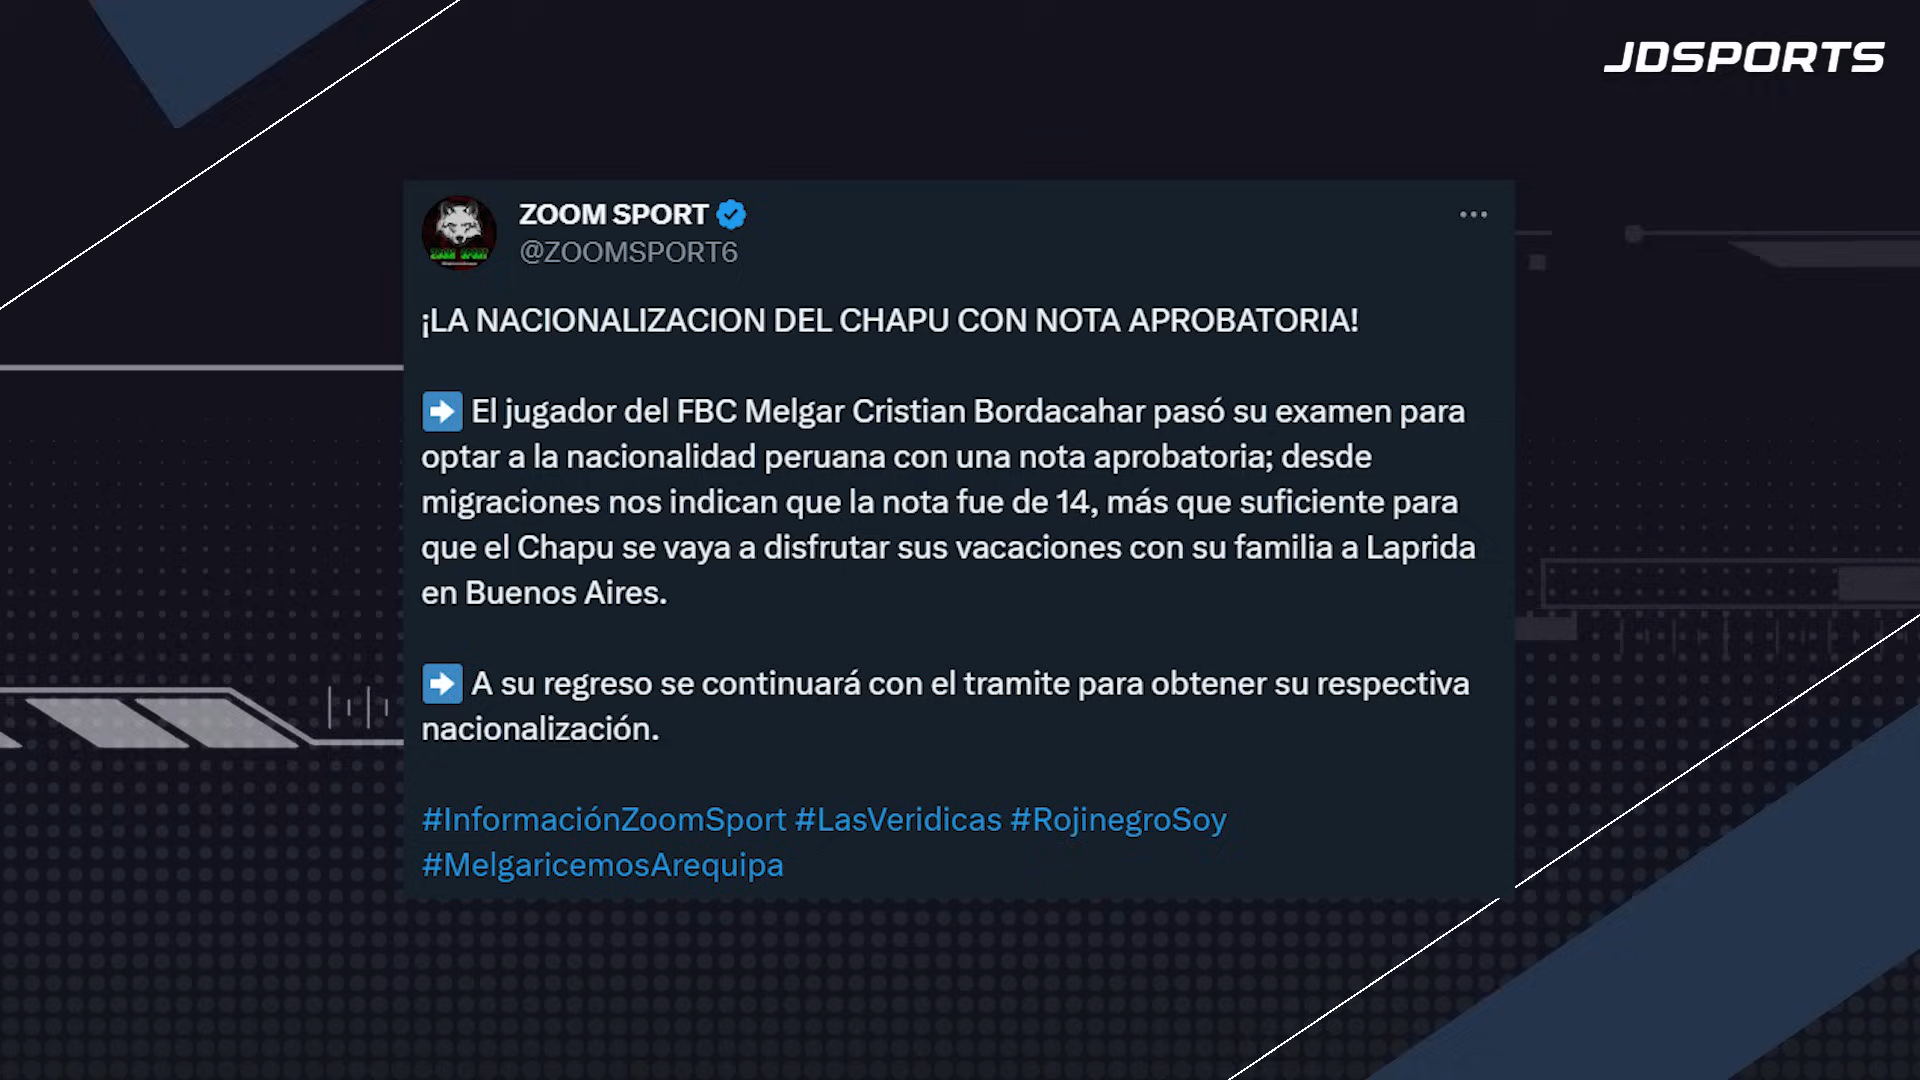 JDSPORTS
ZOOM SPORT
@ZOOMSPORT6
¡LA NACIONALIZACION DEL CHAPU CON NOTA APROBATORIA!
➡️ El jugador del FBC Melgar Cristian Bordacahar pasó su examen para
optar a la nacionalidad peruana con una nota aprobatoria; desde
migraciones nos indican que la nota fue de 14, más que suficiente para
que el Chapu se vaya a disfrutar sus vacaciones con su familia a Laprida
en Buenos Aires.
➡️ A su regreso se continuará con el tramite para obtener su respectiva
nacionalización.
#InformaciónZoomSport #LasVeridicas #RojinegroSoy
#MelgaricemosArequipa